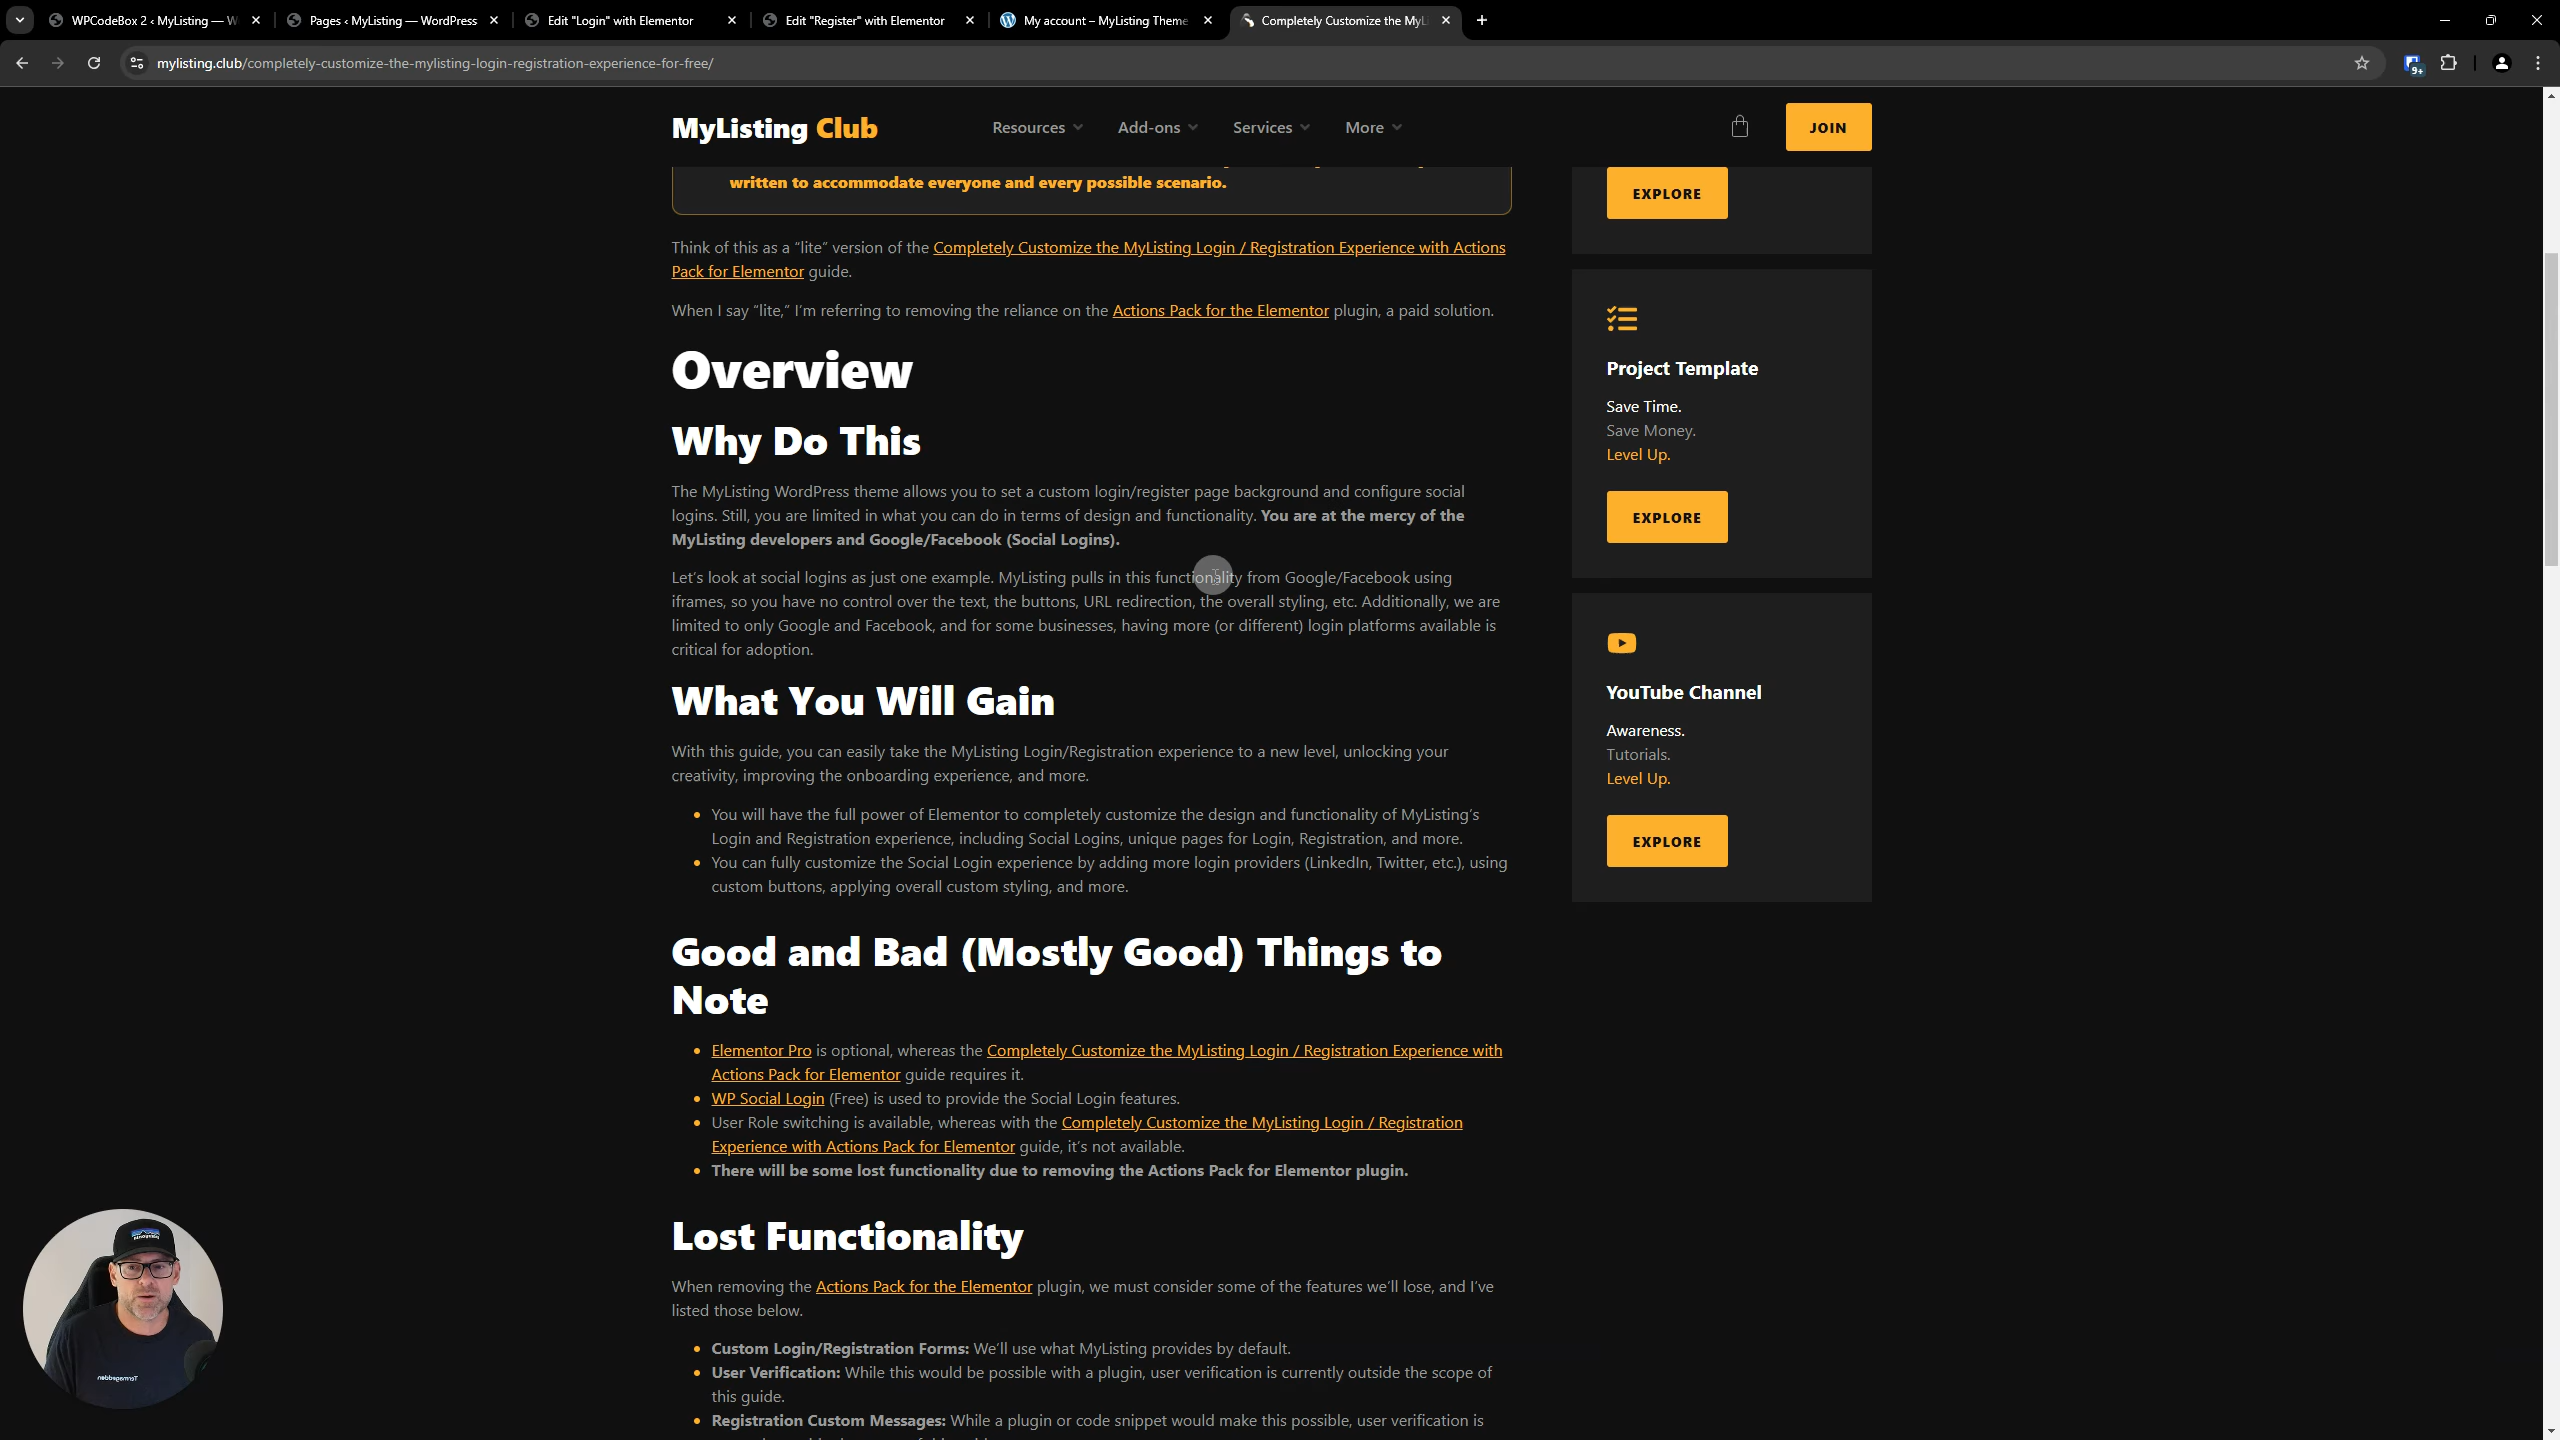 WPCodeBox 2 ‹ MyListing — W
Pages ‹ MyListing — WordPress
Edit "Login" with Elementor
Edit "Register" with Elementor
My account – MyListing Theme
Completely Customize the MyL
mylisting.club/completely-customize-the-mylisting-login-registration-experience-for-free/
9+
MyListing Club
Resources
Add-ons
Services
More
JOIN
written to accommodate everyone and every possible scenario.
Think of this as a “lite” version of the Completely Customize the MyListing Login / Registration Experience with Actions
Pack for Elementor guide.
When I say “lite,” I’m referring to removing the reliance on the Actions Pack for the Elementor plugin, a paid solution.
Overview
Why Do This
The MyListing WordPress theme allows you to set a custom login/register page background and configure social
logins. Still, you are limited in what you can do in terms of design and functionality. You are at the mercy of the
MyListing developers and Google/Facebook (Social Logins).
Let’s look at social logins as just one example. MyListing pulls in this functionality from Google/Facebook using
iframes, so you have no control over the text, the buttons, URL redirection, the overall styling, etc. Additionally, we are
limited to only Google and Facebook, and for some businesses, having more (or different) login platforms available is
critical for adoption.
What You Will Gain
With this guide, you can easily take the MyListing Login/Registration experience to a new level, unlocking your
creativity, improving the onboarding experience, and more.
You will have the full power of Elementor to completely customize the design and functionality of MyListing’s
Login and Registration experience, including Social Logins, unique pages for Login, Registration, and more.
You can fully customize the Social Login experience by adding more login providers (LinkedIn, Twitter, etc.), using
custom buttons, applying overall custom styling, and more.
Good and Bad (Mostly Good) Things to
Note
Elementor Pro is optional, whereas the Completely Customize the MyListing Login / Registration Experience with
Actions Pack for Elementor guide requires it.
WP Social Login (Free) is used to provide the Social Login features.
User Role switching is available, whereas with the Completely Customize the MyListing Login / Registration
Experience with Actions Pack for Elementor guide, it’s not available.
There will be some lost functionality due to removing the Actions Pack for Elementor plugin.
Lost Functionality
When removing the Actions Pack for the Elementor plugin, we must consider some of the features we’ll lose, and I’ve
listed those below.
Custom Login/Registration Forms: We’ll use what MyListing provides by default.
User Verification: While this would be possible with a plugin, user verification is currently outside the scope of
this guide.
Registration Custom Messages: While a plugin or code snippet would make this possible, user verification is
EXPLORE
Project Template
Save Time.
Save Money.
Level Up.
EXPLORE
YouTube Channel
Awareness.
Tutorials.
Level Up.
EXPLORE